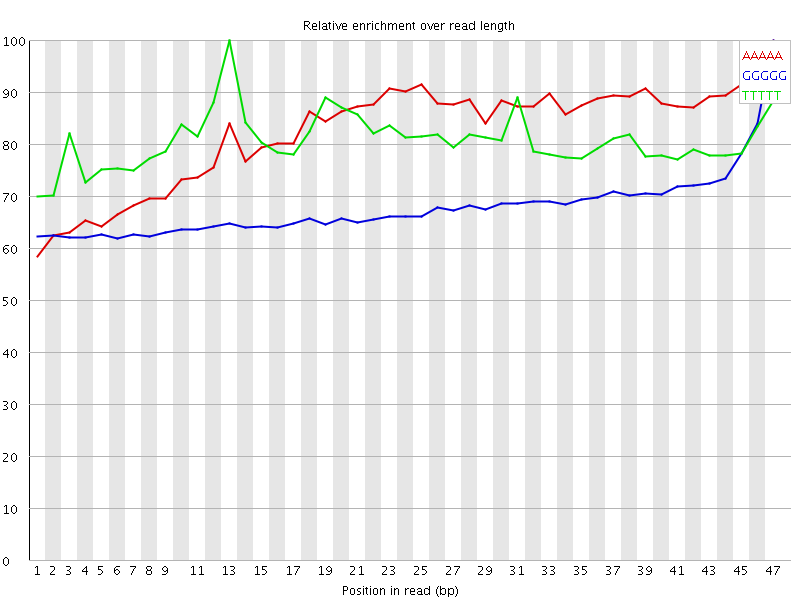 Relative enrichment over read length
100
90
80
70
60
50
40
30
20
10
0
AAAAA
GGGGG
TTTTT
1 2 3 4 5 6 7 8 9 11 13 15 17 19 21 23 25 27 29 31 33 35 37 39 41 43 45 47
Position in read (bp)